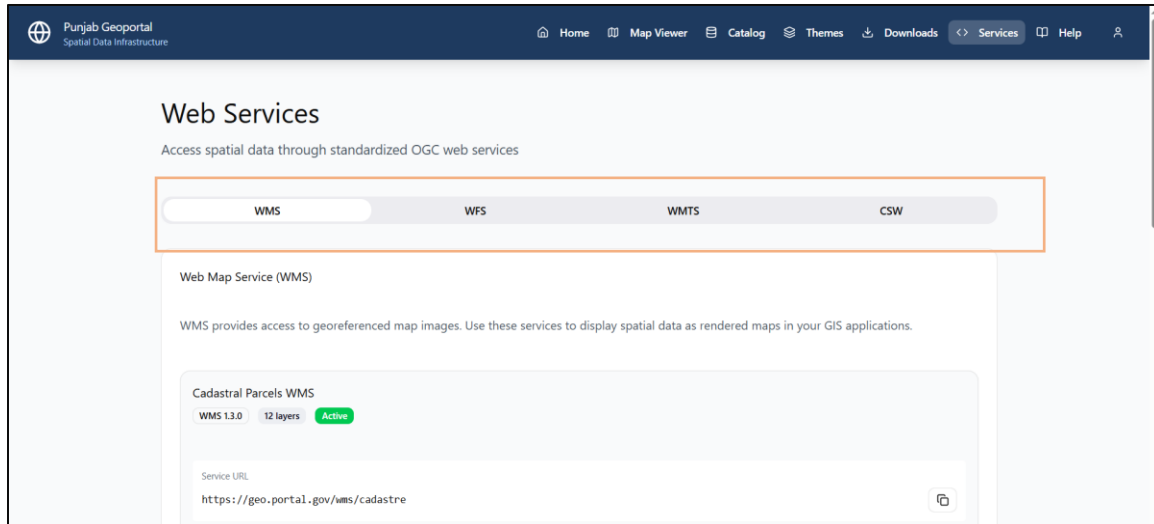 Punjab Geoportal
Spatial Data Infrastructure
Home Map Viewer Catalog Themes Downloads Services Help
Web Services
Access spatial data through standardized OGC web services
WMS WFS WMTS CSW
Web Map Service (WMS)
WMS provides access to georeferenced map images. Use these services to display spatial data as rendered maps in your GIS applications.
Cadastral Parcels WMS
WMS 1.3.0 12 layers Active
Service URL
https://geo.portal.gov/wms/cadastre